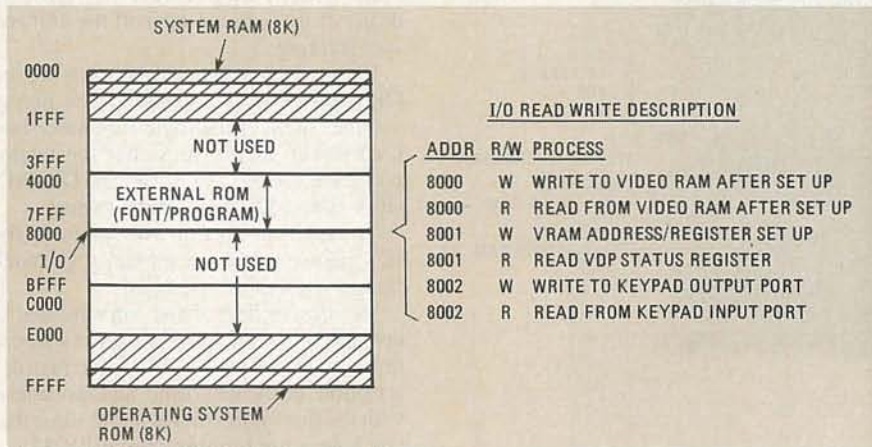 SYSTEM RAM (8K)
0000
1FFF
NOT USED
3FFF
4000
EXTERNAL ROM
(FONT/PROGRAM)
7FFF
8000
I/O
NOT USED
BFFF
C000
E000
FFFF
OPERATING SYSTEM
ROM (8K)
I/O READ WRITE DESCRIPTION
ADDR R/W PROCESS
8000 W WRITE TO VIDEO RAM AFTER SET UP
8000 R READ FROM VIDEO RAM AFTER SET UP
8001 W VRAM ADDRESS/REGISTER SET UP
8001 R READ VDP STATUS REGISTER
8002 W WRITE TO KEYPAD OUTPUT PORT
8002 R READ FROM KEYPAD INPUT PORT